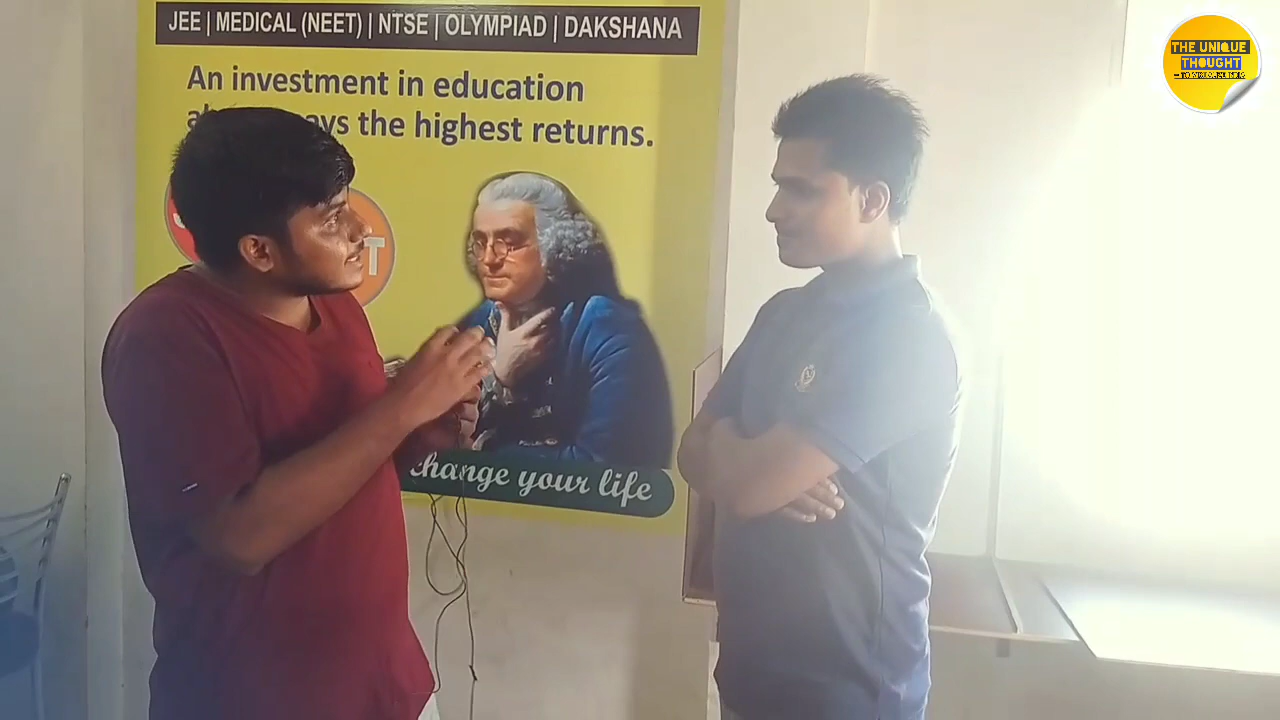 JEE | MEDICAL (NEET) | NTSE | OLYMPIAD | DAKSHANA
An investment in education
the highest returns.
T
change your life
THE UNIQUE
THOUGHT